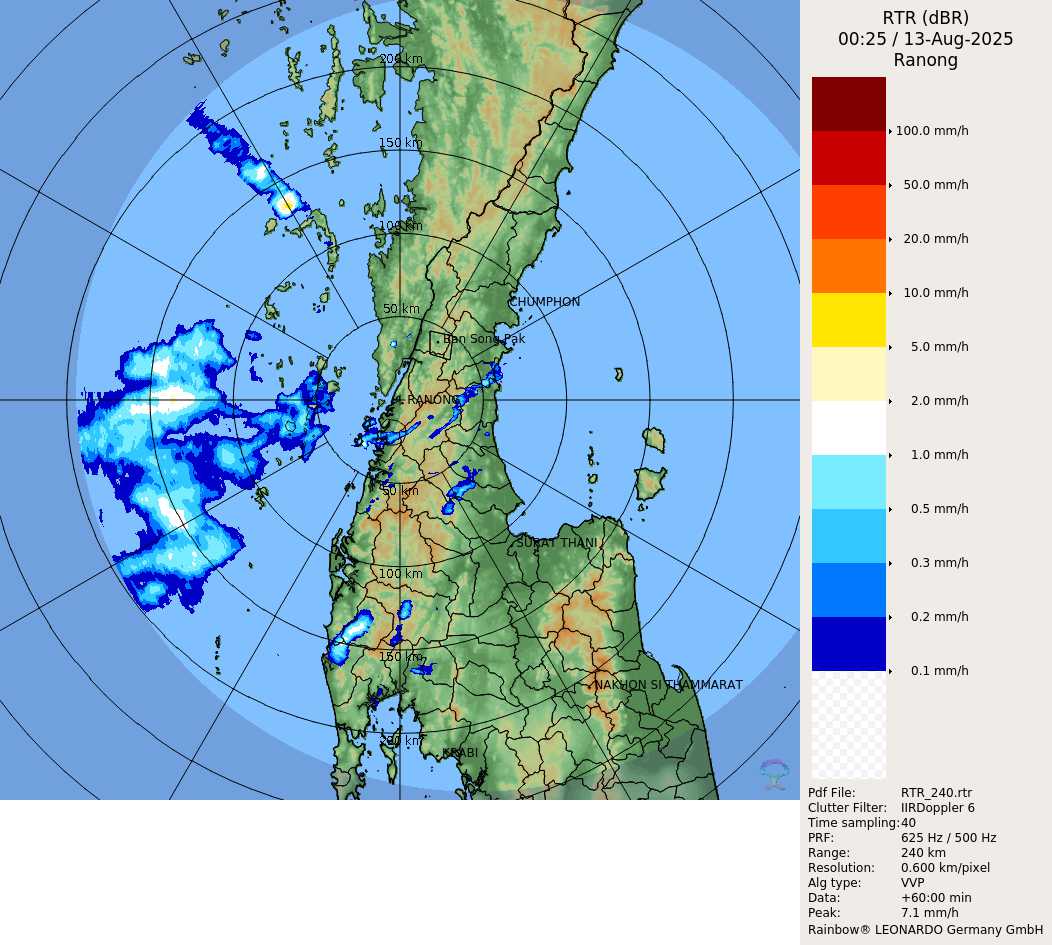 RTR (dBR)
00:25 / 13-Aug-2025
Ranong
100.0 mm/h
50.0 mm/h
20.0 mm/h
10.0 mm/h
5.0 mm/h
2.0 mm/h
1.0 mm/h
0.5 mm/h
0.3 mm/h
0.2 mm/h
0.1 mm/h
Pdf File: RTR_240.rtr
Clutter Filter: IIRDoppler 6
Time sampling: 40
PRF: 625 Hz / 500 Hz
Range: 240 km
Resolution: 0.600 km/pixel
Alg type: VVP
Data: +60:00 min
Peak: 7.1 mm/h
Rainbow® LEONARDO Germany GmbH
200 km
150 km
100 km
50 km
CHUMPHON
Ban Song Pak
RANONG
50 km
SURAT THANI
100 km
150 km
NAKHON SI THAMMARAT
200 km
KRABI